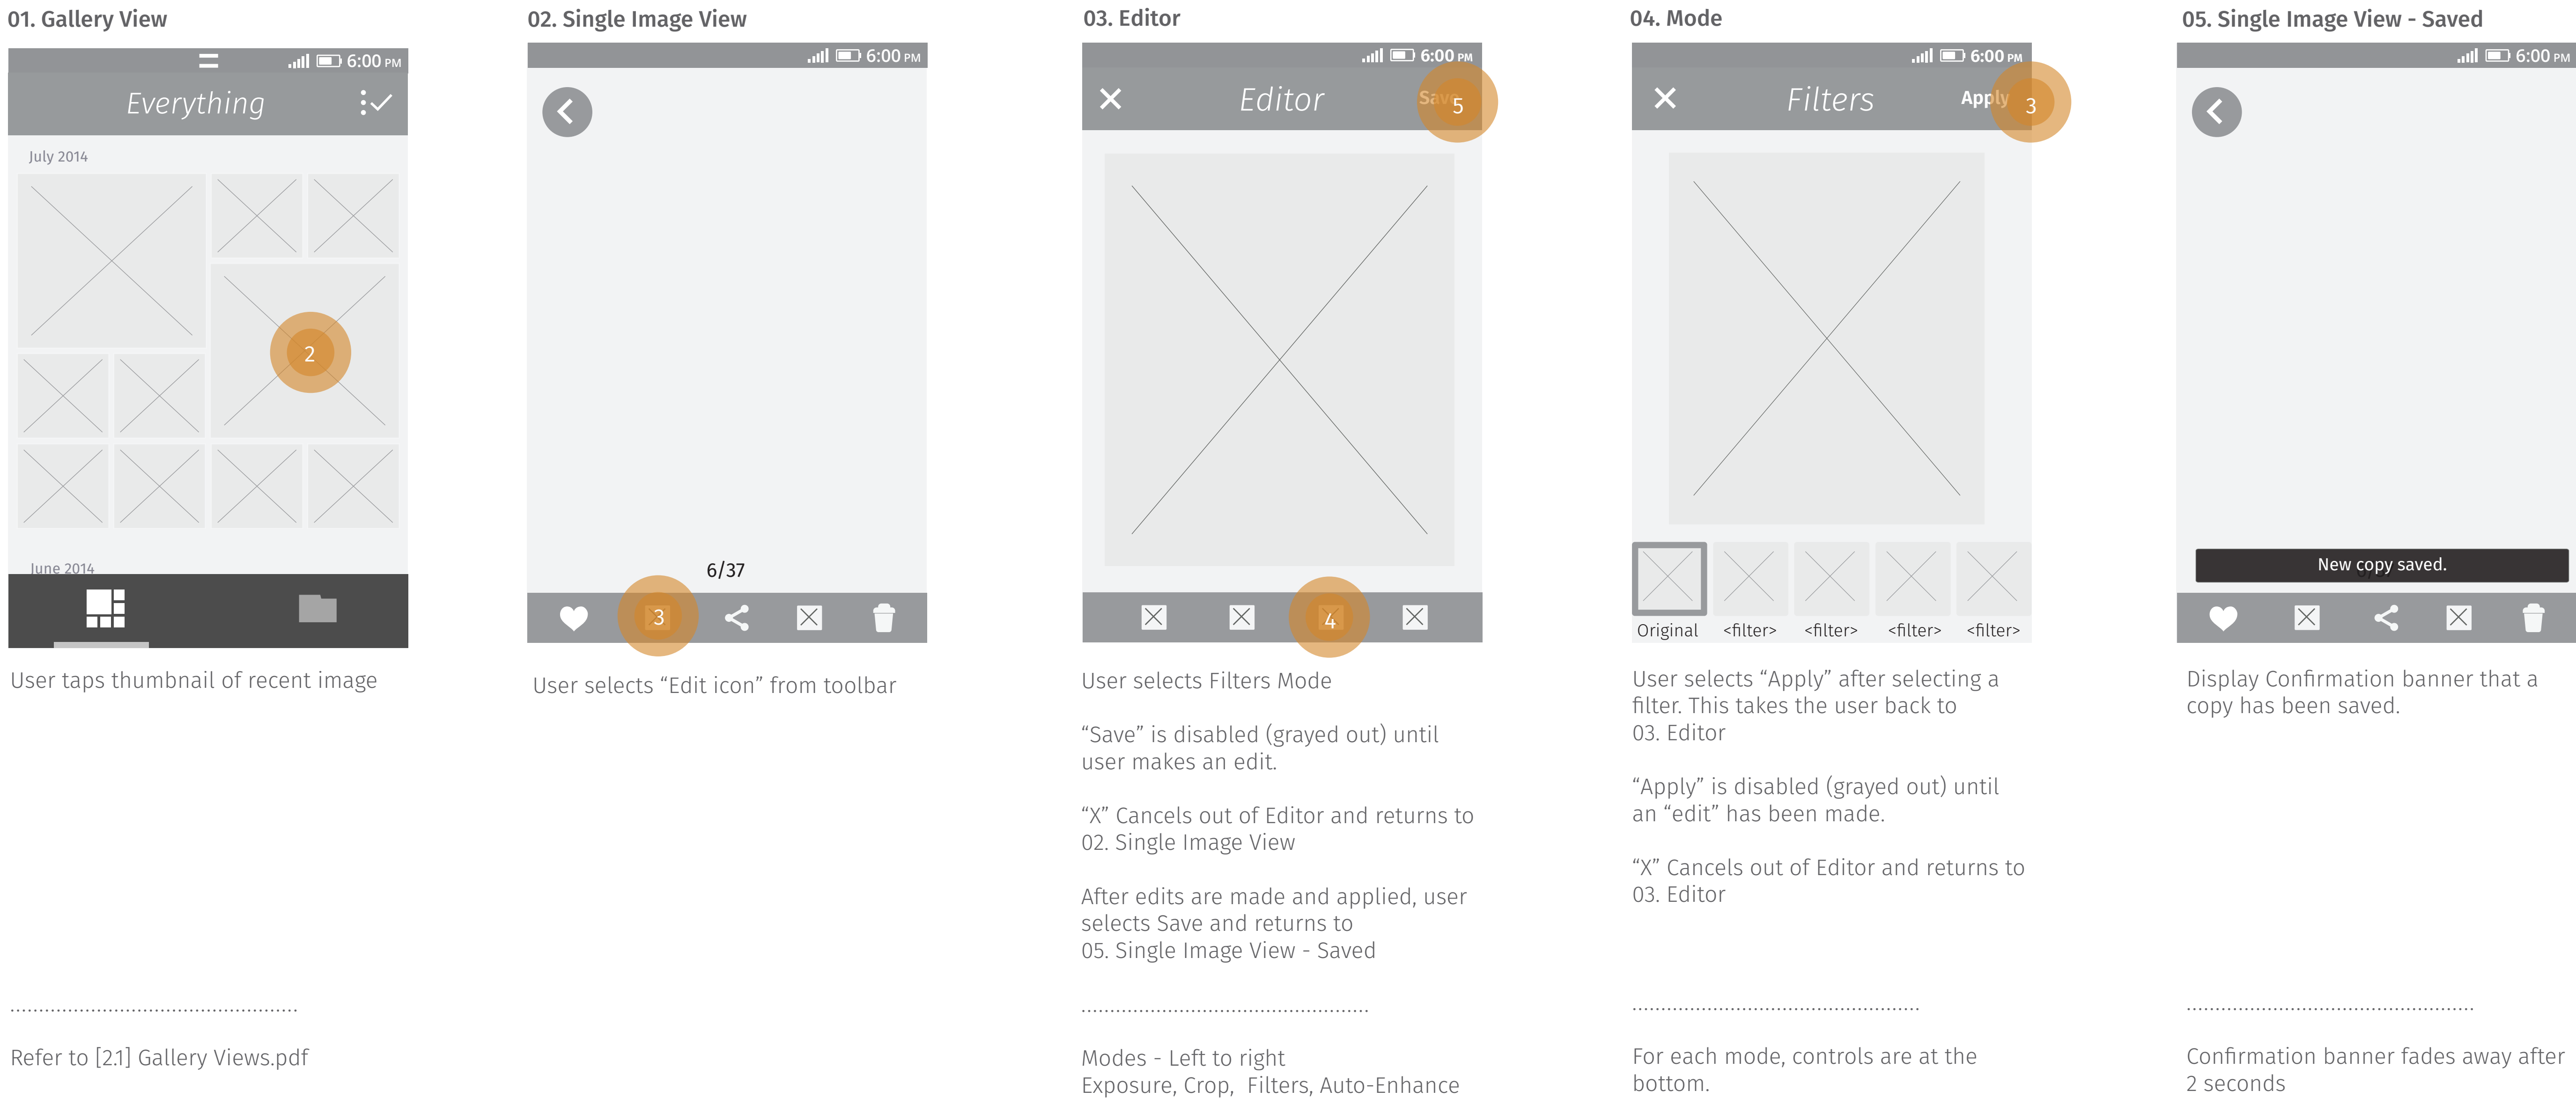 01. Gallery View
6:00 PM
Everything
July 2014
2
June 2014
User taps thumbnail of recent image
Refer to [2.1] Gallery Views.pdf
02. Single Image View
6:00 PM
6/37
3
User selects “Edit icon” from toolbar
03. Editor
6:00 PM
Editor
Save
5
4
User selects Filters Mode
“Save” is disabled (grayed out) until
user makes an edit.
“X” Cancels out of Editor and returns to
02. Single Image View
After edits are made and applied, user
selects Save and returns to
05. Single Image View - Saved
Modes - Left to right
Exposure, Crop,  Filters, Auto-Enhance
04. Mode
6:00 PM
Filters
Apply
3
Original
<filter>
<filter>
<filter>
<filter>
User selects “Apply” after selecting a
filter. This takes the user back to
03. Editor
“Apply” is disabled (grayed out) until
an “edit” has been made.
“X” Cancels out of Editor and returns to
03. Editor
For each mode, controls are at the
bottom.
05. Single Image View - Saved
6:00 PM
New copy saved.
Display Confirmation banner that a
copy has been saved.
Confirmation banner fades away after
2 seconds